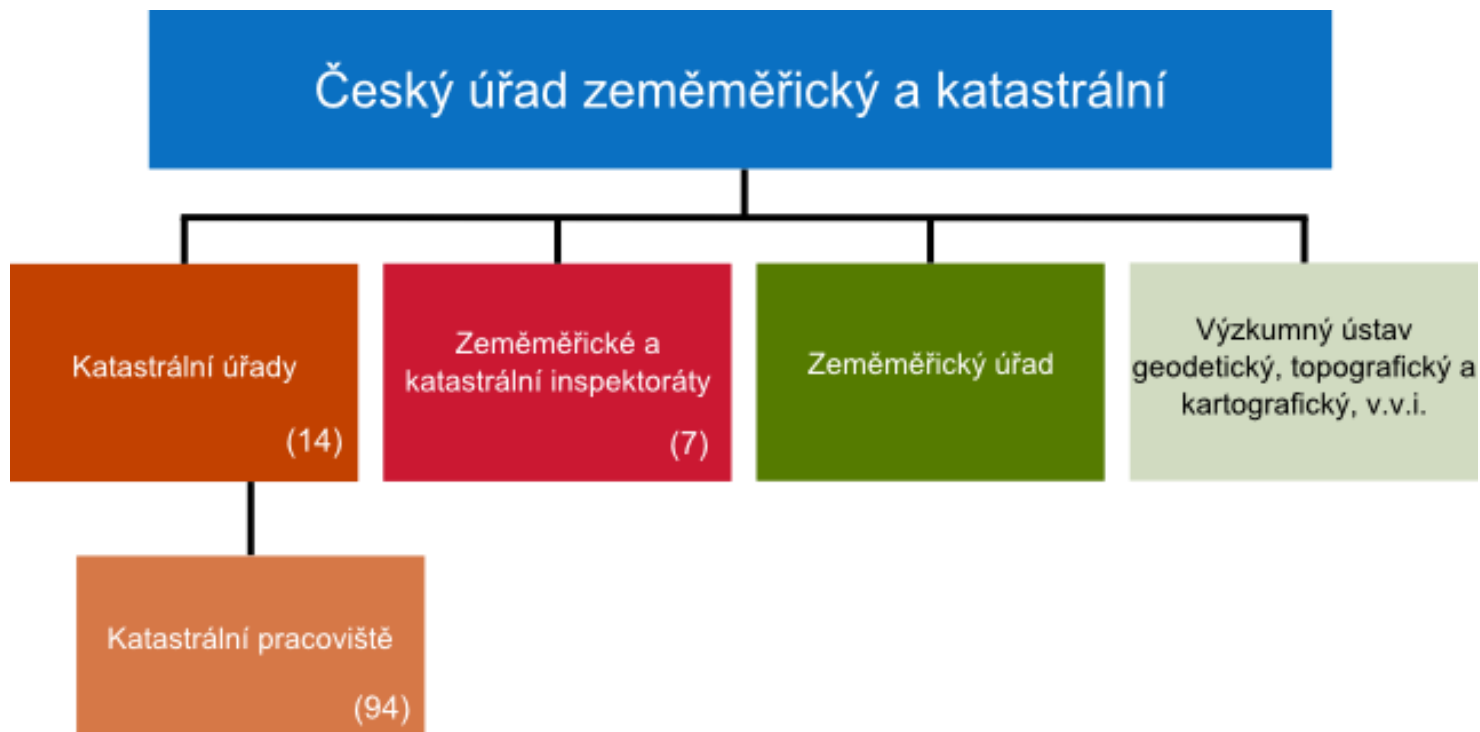 Český úřad zeměměřický a katastrální
Katastrální úřady
(14)
Zeměměřické a
katastrální inspektoráty
(7)
Zeměměřický úřad
Výzkumný ústav
geodetický, topografický a
kartografický, v.v.i.
Katastrální pracoviště
(94)